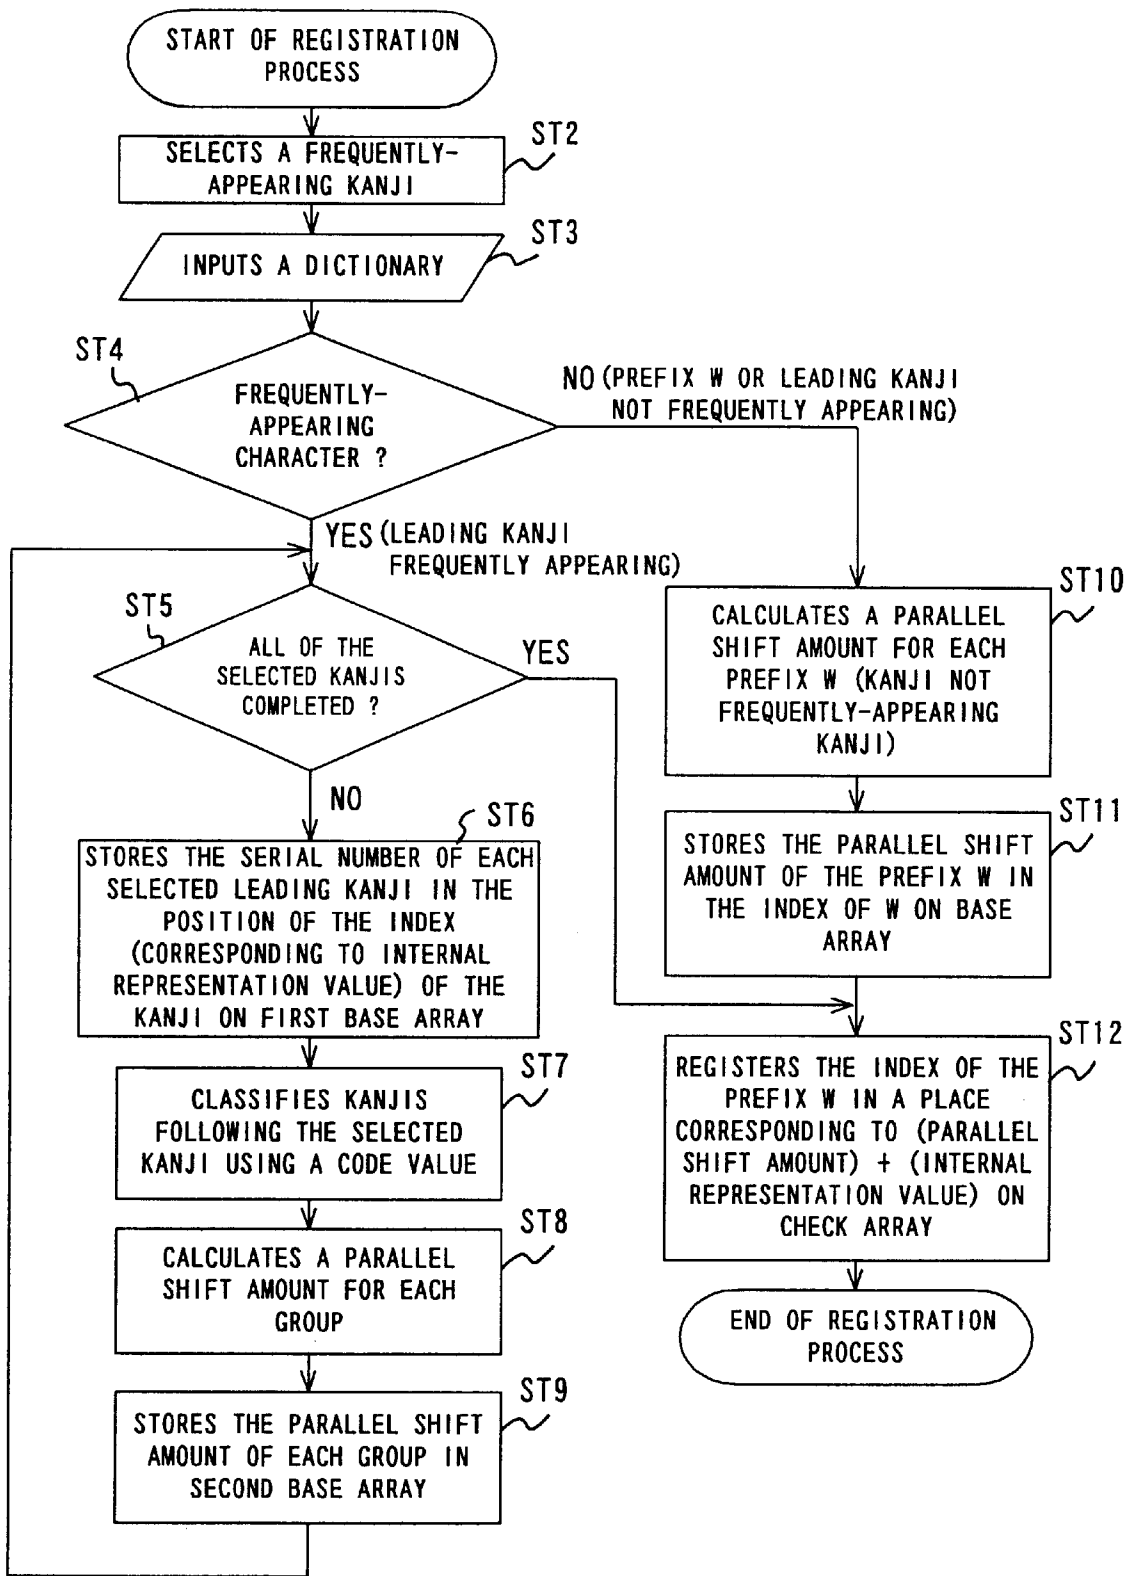 START OF REGISTRATION
PROCESS
ST2
SELECTS A FREQUENTLY-
APPEARING KANJI
ST3
INPUTS A DICTIONARY
ST4
FREQUENTLY-
APPEARING
CHARACTER ?
NO (PREFIX W OR LEADING KANJI
NOT FREQUENTLY APPEARING)
YES (LEADING KANJI
FREQUENTLY APPEARING)
ST5
ALL OF THE
SELECTED KANJIS
COMPLETED ?
YES
NO
ST6
STORES THE SERIAL NUMBER OF EACH
SELECTED LEADING KANJI IN THE
POSITION OF THE INDEX
(CORRESPONDING TO INTERNAL
REPRESENTATION VALUE) OF THE
KANJI ON FIRST BASE ARRAY
ST7
CLASSIFIES KANJIS
FOLLOWING THE SELECTED
KANJI USING A CODE VALUE
ST8
CALCULATES A PARALLEL
SHIFT AMOUNT FOR EACH
GROUP
ST9
STORES THE PARALLEL SHIFT
AMOUNT OF EACH GROUP IN
SECOND BASE ARRAY
ST10
CALCULATES A PARALLEL
SHIFT AMOUNT FOR EACH
PREFIX W (KANJI NOT
FREQUENTLY-APPEARING
KANJI)
ST11
STORES THE PARALLEL SHIFT
AMOUNT OF THE PREFIX W IN
THE INDEX OF W ON BASE
ARRAY
ST12
REGISTERS THE INDEX OF THE
PREFIX W IN A PLACE
CORRESPONDING TO (PARALLEL
SHIFT AMOUNT) + (INTERNAL
REPRESENTATION VALUE) ON
CHECK ARRAY
END OF REGISTRATION
PROCESS